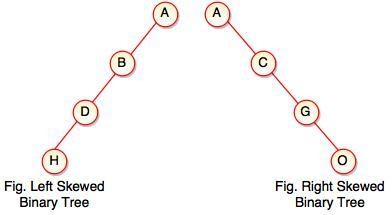 A A
B C
D G
H O
Fig. Left Skewed Fig. Right Skewed
Binary Tree Binary Tree